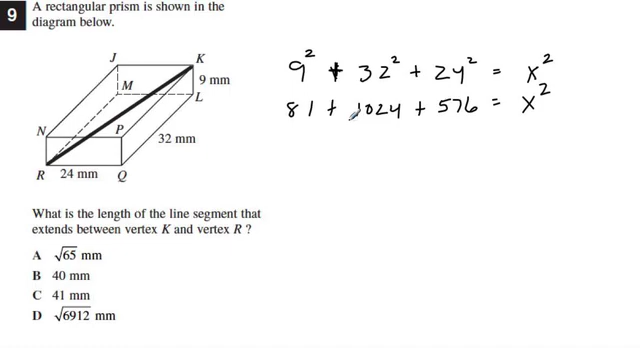 9
A rectangular prism is shown in the
diagram below.
J
K
M
9 mm
L
N
P
32 mm
R 24 mm Q
9² + 32² + 24² = x²
81 + 1024 + 576 = x²
What is the length of the line segment that
extends between vertex K and vertex R ?
A √65 mm
B 40 mm
C 41 mm
D √6912 mm